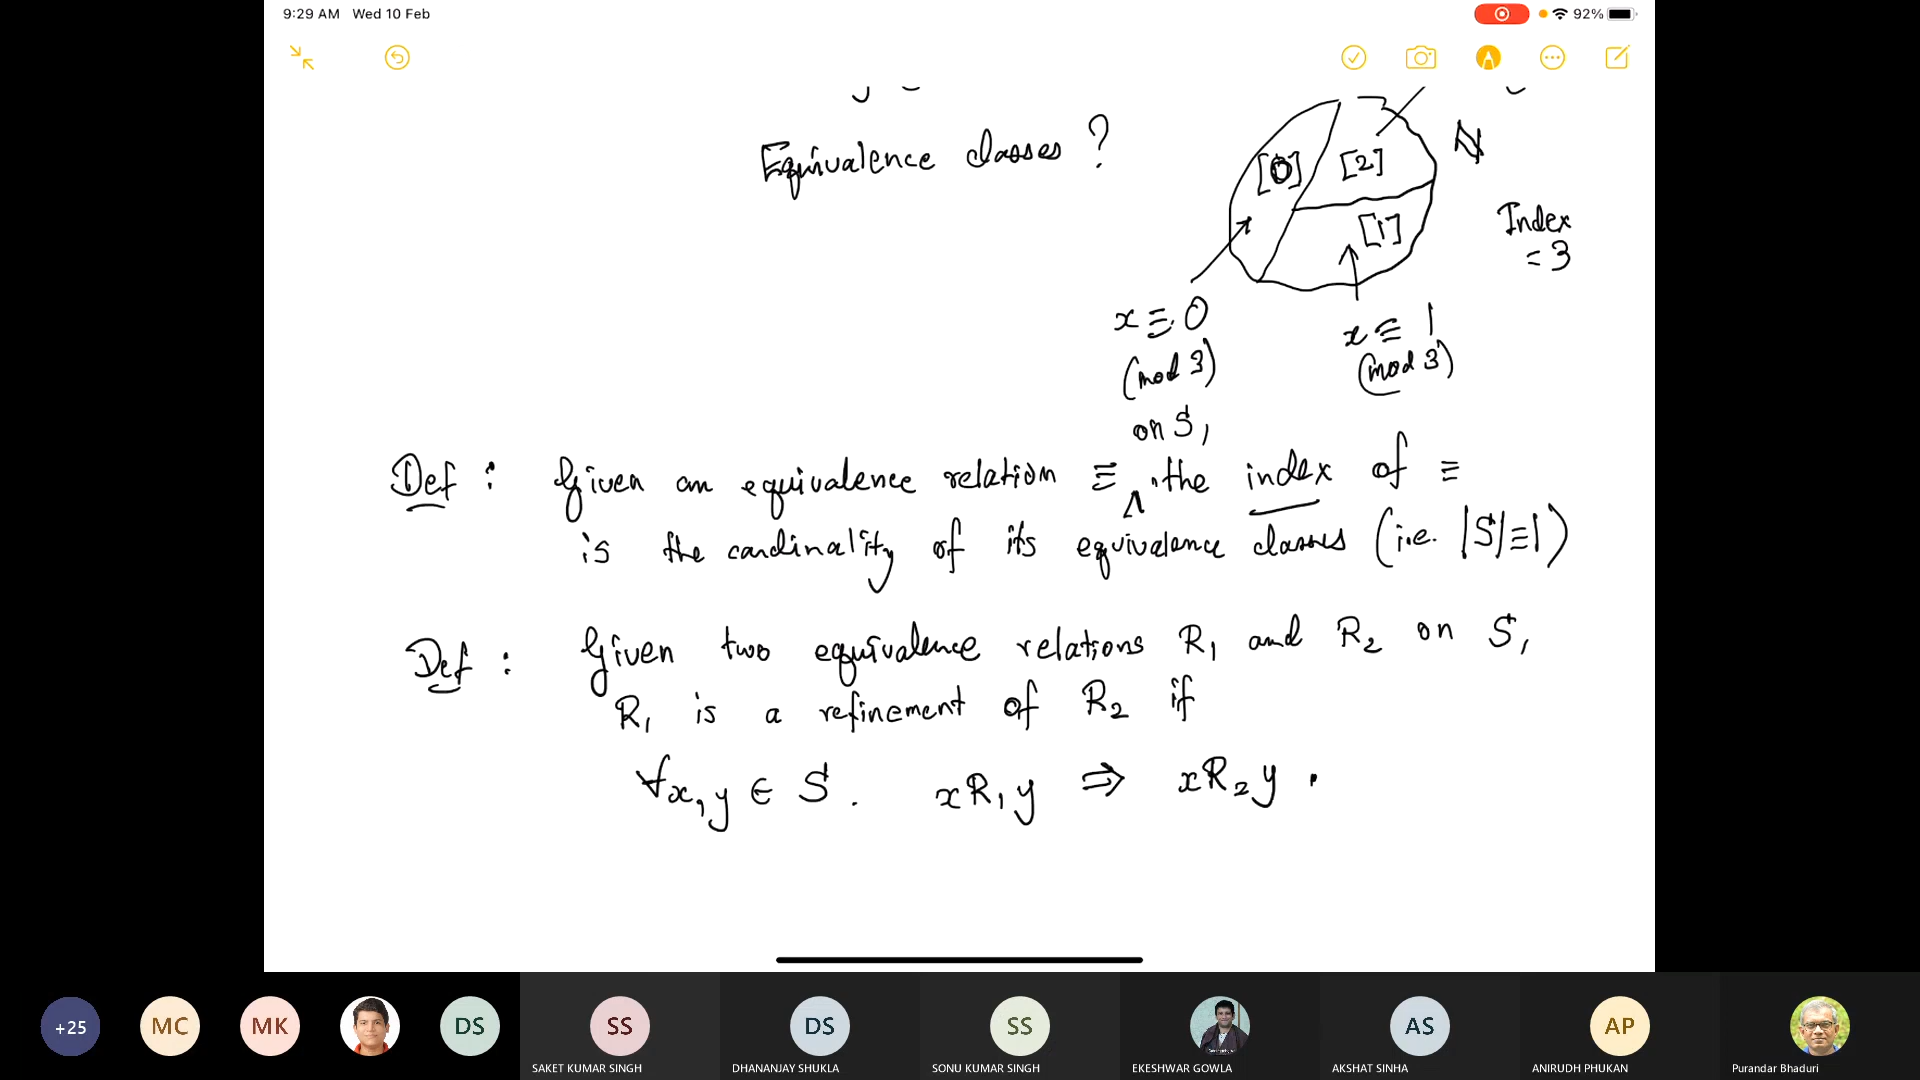 9:29 AM Wed 10 Feb
92%
Equivalence classes ?
[0] [2] ℕ
[1]
Index
= 3
x ≡ 0
(mod 3)
x ≡ 1
(mod 3)
on S,
Def : Given an equivalence relation ≡ ∧ the index of ≡
is the cardinality of its equivalence classes (i.e. |S/≡|)
Def : Given two equivalence relations R₁ and R₂ on S,
R₁ is a refinement of R₂ if
∀x, y ∈ S. xR₁y ⇒ xR₂y .
+25 MC MK DS SS DS SS AS AP
SAKET KUMAR SINGH DHANANJAY SHUKLA SONU KUMAR SINGH EKESHWAR GOWLA AKSHAT SINHA ANIRUDH PHUKAN Purandar Bhaduri